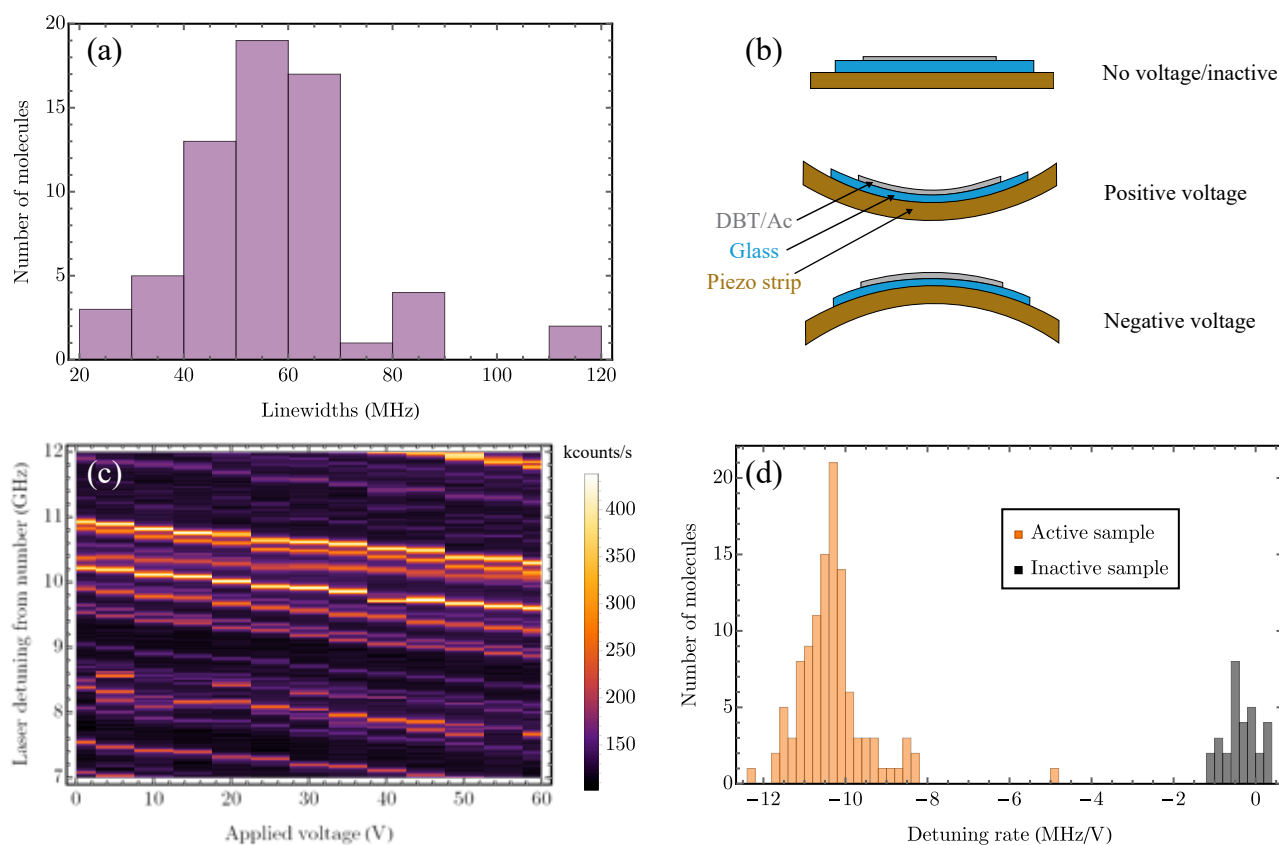 (a)
20
15
10
5
0
20 40 60 80 100 120
Number of molecules
Linewidths (MHz)
(b)
No voltage/inactive
Positive voltage
DBT/Ac
Glass
Piezo strip
Negative voltage
(c)
12
11
10
9
8
7
0 10 20 30 40 50 60
Laser detuning from number (GHz)
Applied voltage (V)
kcounts/s
400
350
300
250
200
150
(d)
20
15
10
5
0
−12 −10 −8 −6 −4 −2 0
Number of molecules
Detuning rate (MHz/V)
Active sample
Inactive sample